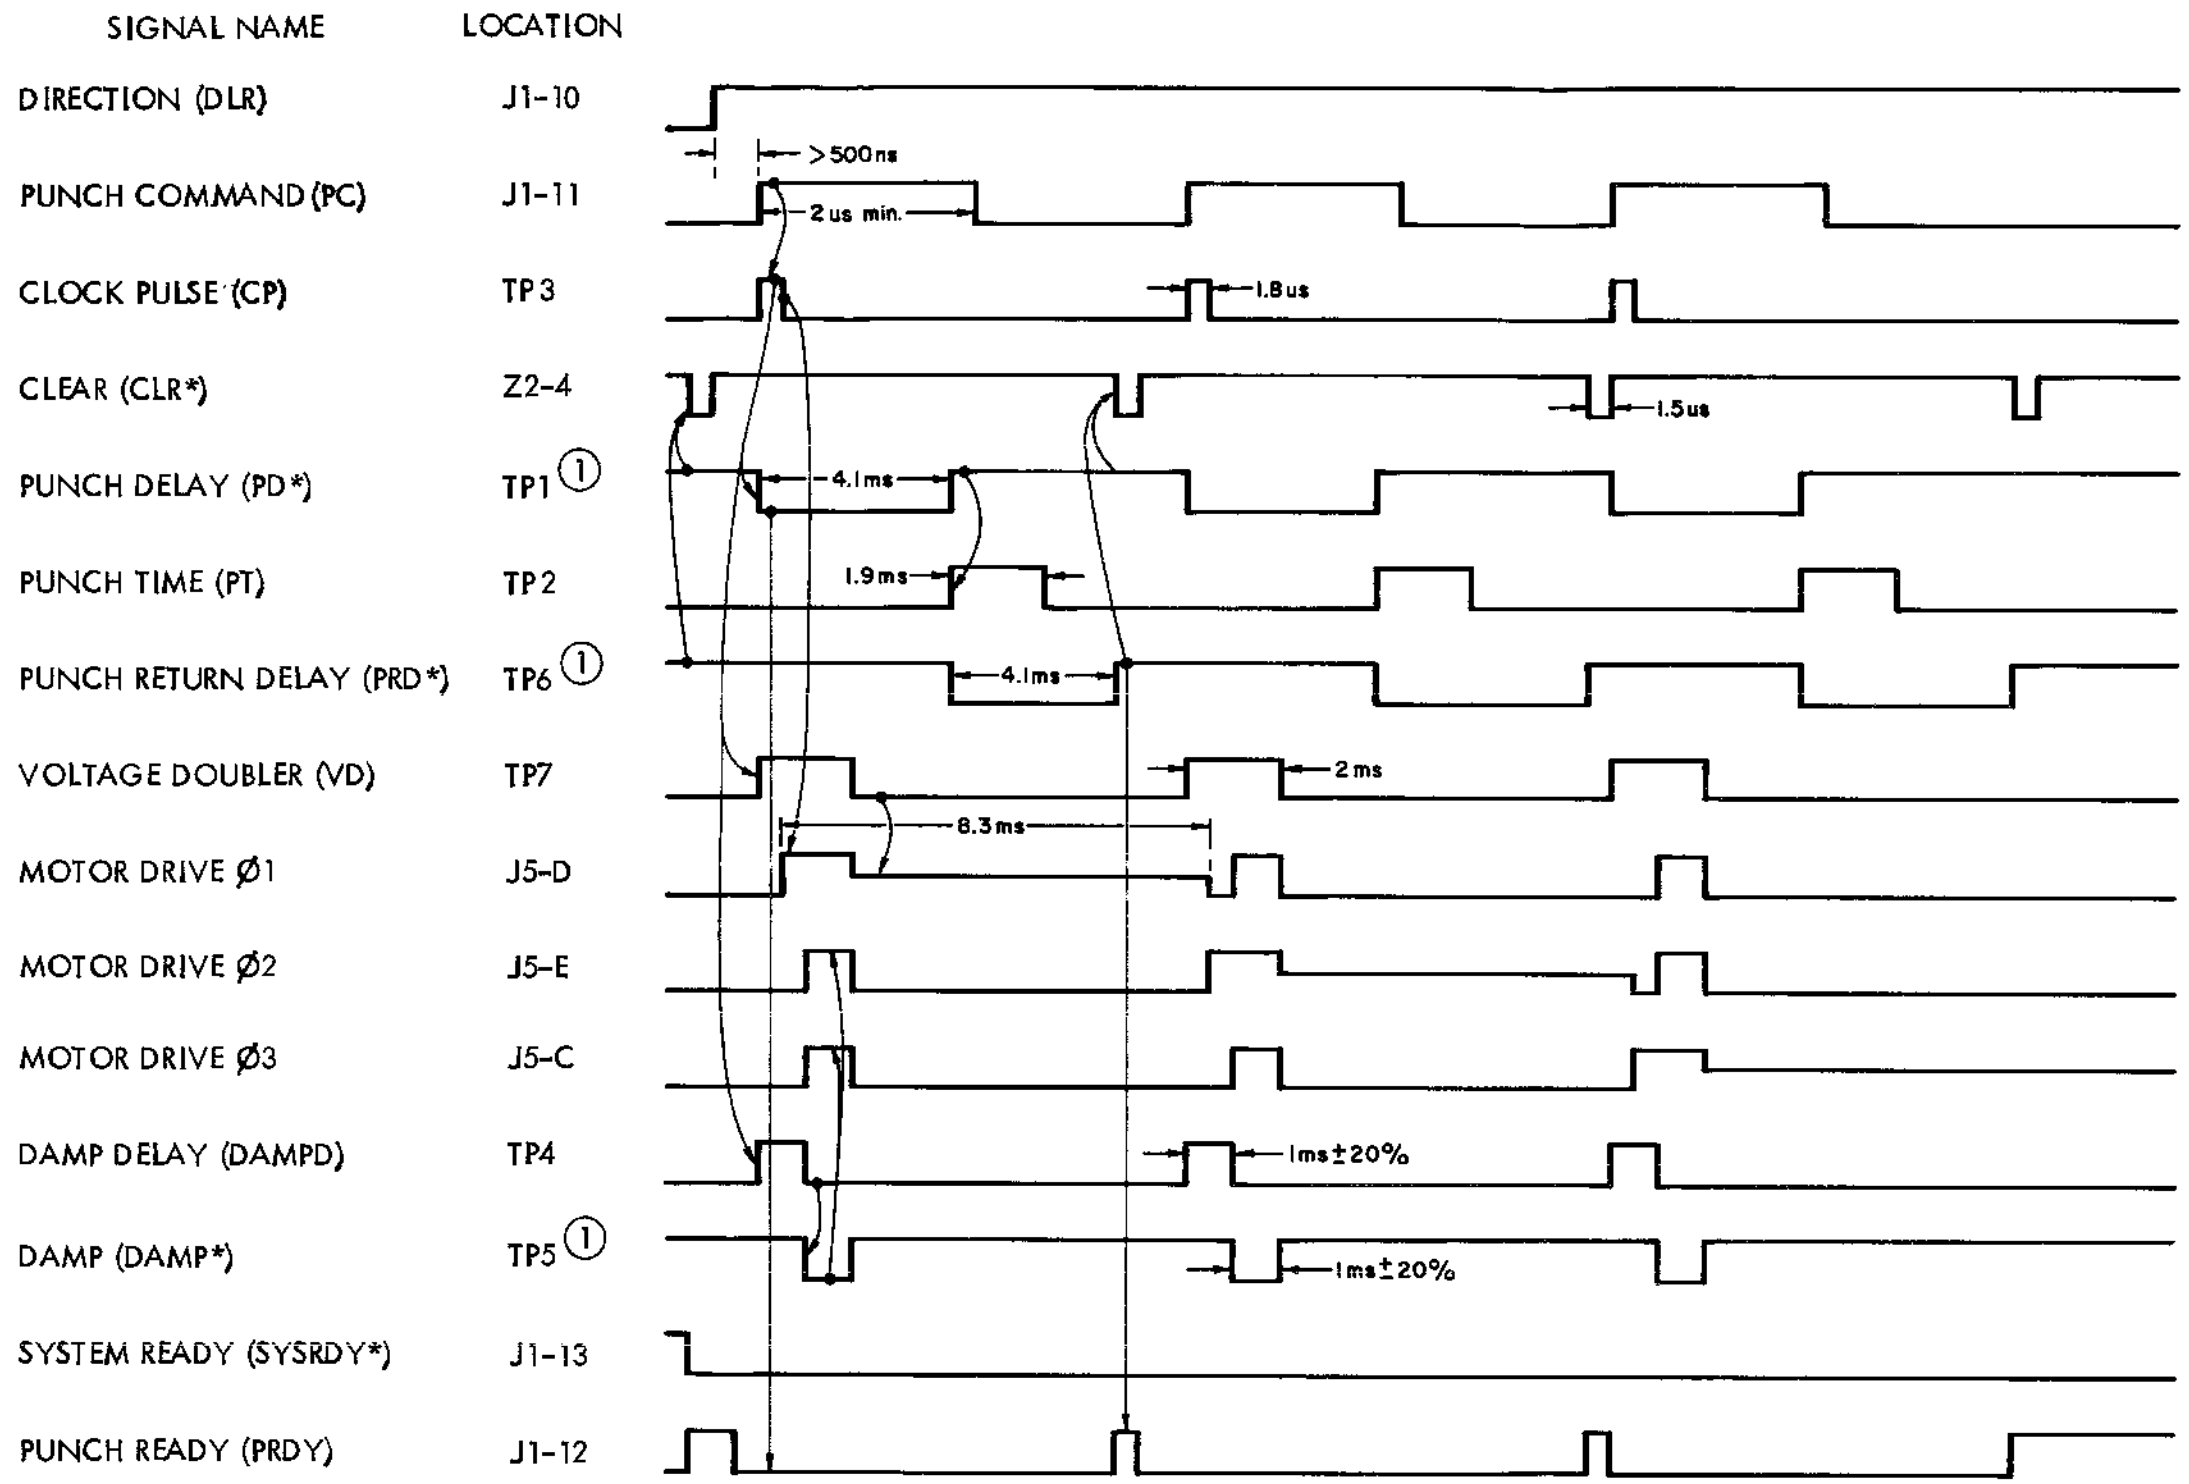 SIGNAL NAME LOCATION
DIRECTION (DLR) J1-10
>500ns
PUNCH COMMAND (PC) J1-11
2us min.
CLOCK PULSE (CP) TP3
1.8us
CLEAR (CLR*) Z2-4
1.5us
PUNCH DELAY (PD*) TP1 ①
4.1ms
PUNCH TIME (PT) TP2
1.9ms
PUNCH RETURN DELAY (PRD*) TP6 ①
4.1ms
VOLTAGE DOUBLER (VD) TP7
2ms
8.3ms
MOTOR DRIVE Ø1 J5-D
MOTOR DRIVE Ø2 J5-E
MOTOR DRIVE Ø3 J5-C
DAMP DELAY (DAMPD) TP4
1ms±20%
DAMP (DAMP*) TP5 ①
1ms±20%
SYSTEM READY (SYSRDY*) J1-13
PUNCH READY (PRDY) J1-12